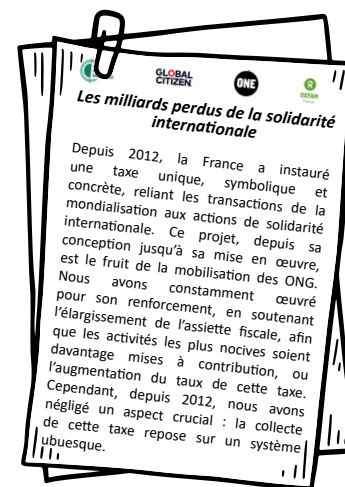 GLOBAL
CITIZEN
ONE
OXFAM
Les milliards perdus de la solidarité
internationale
Depuis 2012, la France a instauré
une taxe unique, symbolique et
concrète, reliant les transactions de la
mondialisation aux actions de solidarité
internationale. Ce projet, depuis sa
conception jusqu’à sa mise en œuvre,
est le fruit de la mobilisation des ONG.
Nous avons constamment œuvré
pour son renforcement, en soutenant
l’élargissement de l’assiette fiscale, afin
que les activités les plus nocives soient
davantage mises à contribution, ou
l’augmentation du taux de cette taxe.
Cependant, depuis 2012, nous avons
négligé un aspect crucial : la collecte
de cette taxe repose sur un système
ubuesque.